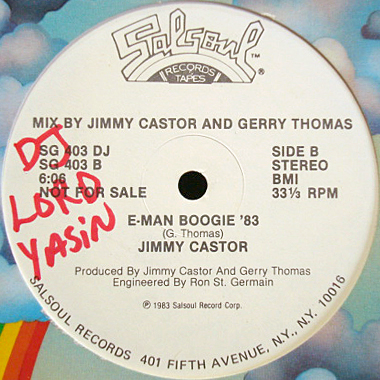 Salsoul ™
RECORDS
TAPES ®
MIX BY JIMMY CASTOR AND GERRY THOMAS
SG 403 DJ
SG 403 B
6:06
NOT FOR SALE
SIDE B
STEREO
BMI
33⅓ RPM
DJ
LORD
YASiN
E-MAN BOOGIE '83
(G. Thomas)
JIMMY CASTOR
Produced By Jimmy Castor And Gerry Thomas
Engineered By Ron St. Germain
℗ 1983 Salsoul Record Corp.
SALSOUL RECORDS 401 FIFTH AVENUE, N.Y., N.Y. 10016